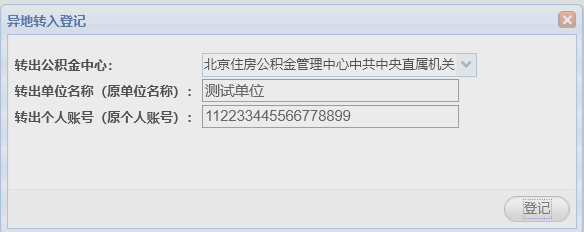 异地转入登记
转出公积金中心： 北京住房公积金管理中心中共中央直属机关
转出单位名称（原单位名称）： 测试单位
转出个人账号（原个人账号）： 112233445566778899
登记